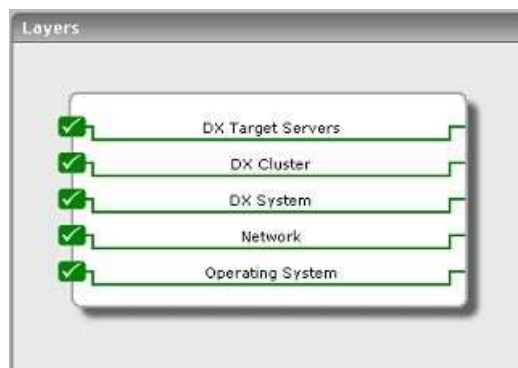 Layers
DX Target Servers
DX Cluster
DX System
Network
Operating System